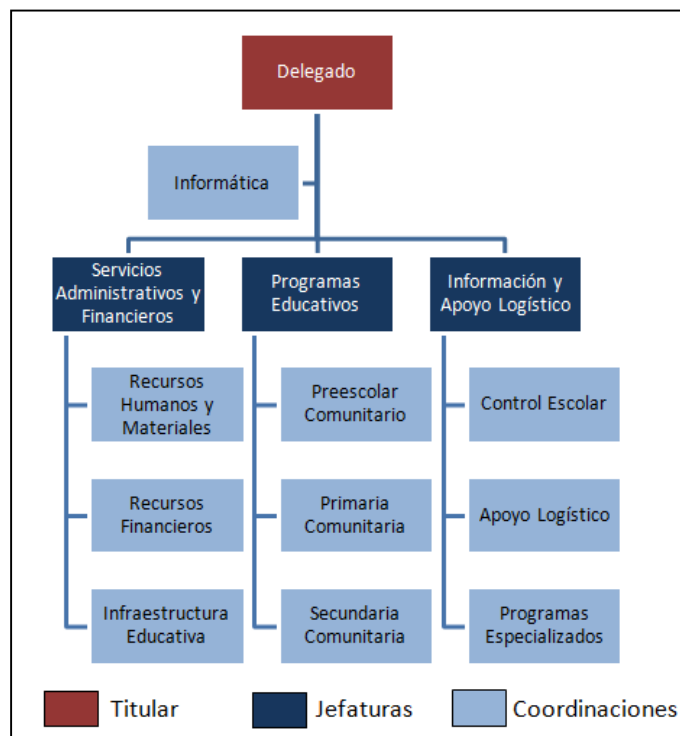 Delegado
Informática
Servicios
Administrativos y
Financieros
Programas
Educativos
Información y
Apoyo Logístico
Recursos
Humanos y
Materiales
Preescolar
Comunitario
Control Escolar
Recursos
Financieros
Primaria
Comunitaria
Apoyo Logístico
Infraestructura
Educativa
Secundaria
Comunitaria
Programas
Especializados
Titular
Jefaturas
Coordinaciones